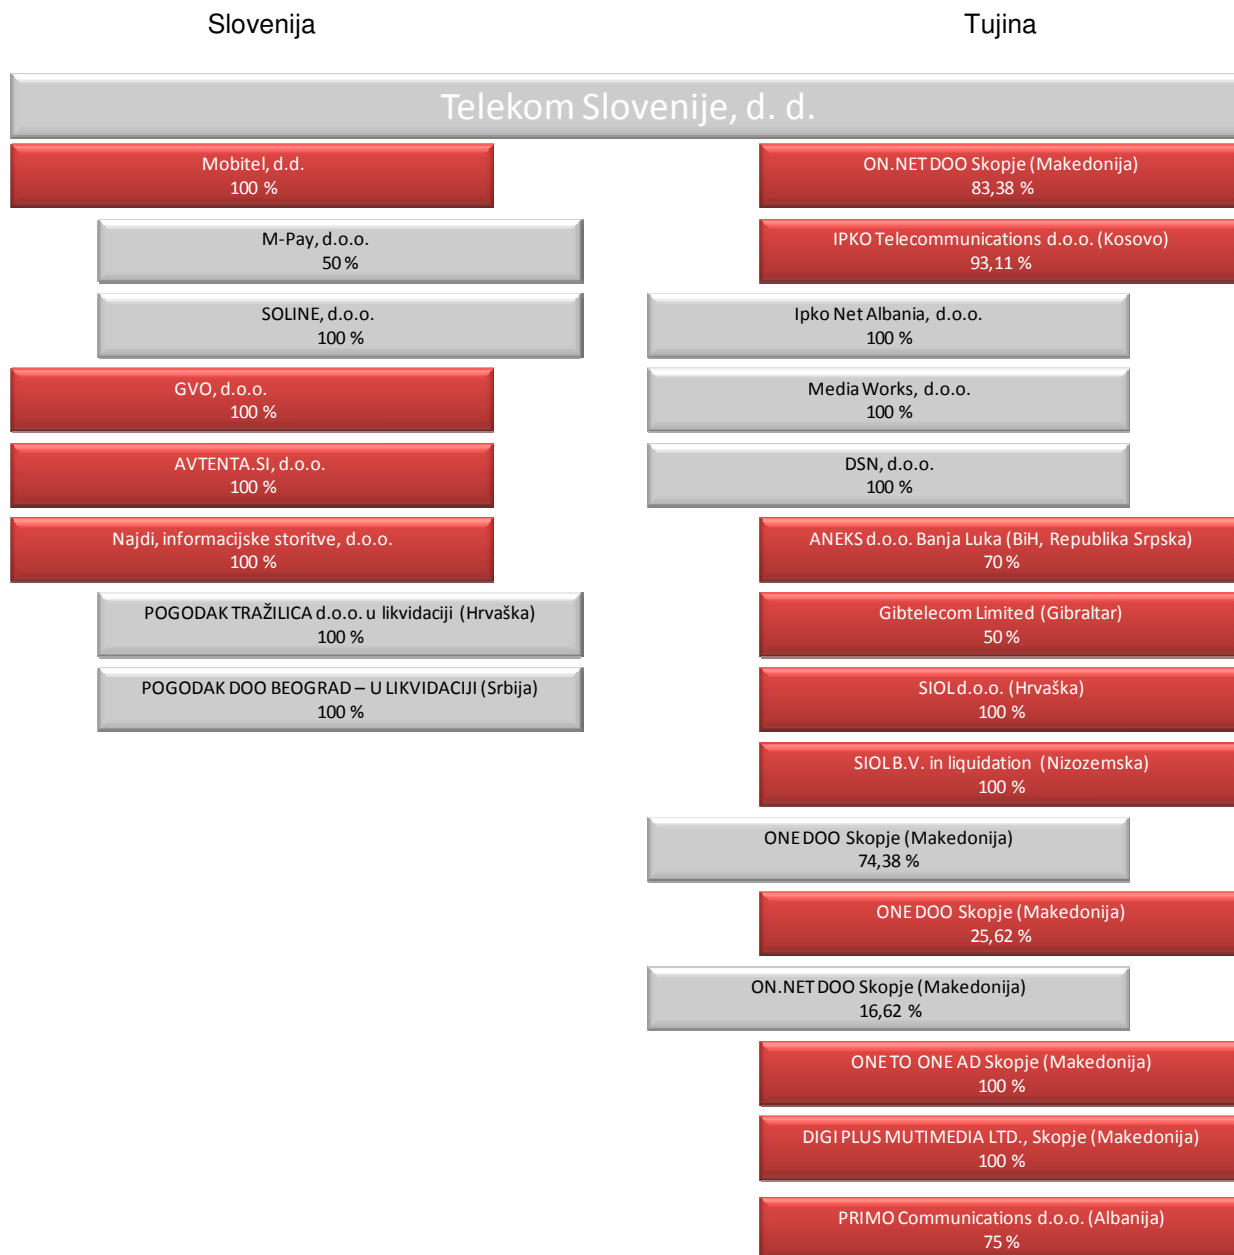 Slovenija
Tujina
Telekom Slovenije, d. d.
Mobitel, d.d.
100 %
M-Pay, d.o.o.
50 %
SOLINE, d.o.o.
100 %
GVO, d.o.o.
100 %
AVTENTA.SI, d.o.o.
100 %
Najdi, informacijske storitve, d.o.o.
100 %
POGODAK TRAŽILICA d.o.o. u likvidaciji (Hrvaška)
100 %
POGODAK DOO BEOGRAD – U LIKVIDACIJI (Srbija)
100 %
ON.NET DOO Skopje (Makedonija)
83,38 %
IPKO Telecommunications d.o.o. (Kosovo)
93,11 %
Ipko Net Albania, d.o.o.
100 %
Media Works, d.o.o.
100 %
DSN, d.o.o.
100 %
ANEKS d.o.o. Banja Luka (BiH, Republika Srpska)
70 %
Gibtelecom Limited (Gibraltar)
50 %
SIOL d.o.o. (Hrvaška)
100 %
SIOL B.V. in liquidation (Nizozemska)
100 %
ONE DOO Skopje (Makedonija)
74,38 %
ONE DOO Skopje (Makedonija)
25,62 %
ON.NET DOO Skopje (Makedonija)
16,62 %
ONE TO ONE AD Skopje (Makedonija)
100 %
DIGI PLUS MUTIMEDIA LTD., Skopje (Makedonija)
100 %
PRIMO Communications d.o.o. (Albanija)
75 %